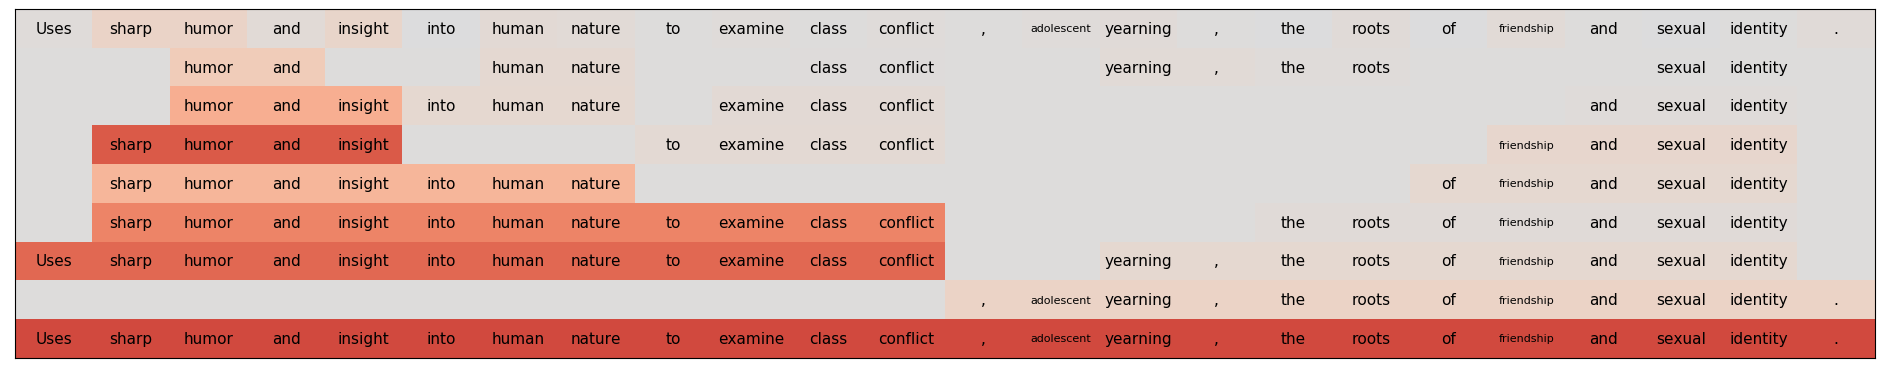 Uses sharp humor and insight into human nature to examine class conflict , adolescent yearning , the roots of friendship and sexual identity .
humor and human nature class conflict yearning , the roots sexual identity
humor and insight into human nature examine class conflict and sexual identity
sharp humor and insight to examine class conflict friendship and sexual identity
sharp humor and insight into human nature of friendship and sexual identity
sharp humor and insight into human nature to examine class conflict the roots of friendship and sexual identity
Uses sharp humor and insight into human nature to examine class conflict yearning , the roots of friendship and sexual identity
, adolescent yearning , the roots of friendship and sexual identity .
Uses sharp humor and insight into human nature to examine class conflict , adolescent yearning , the roots of friendship and sexual identity .